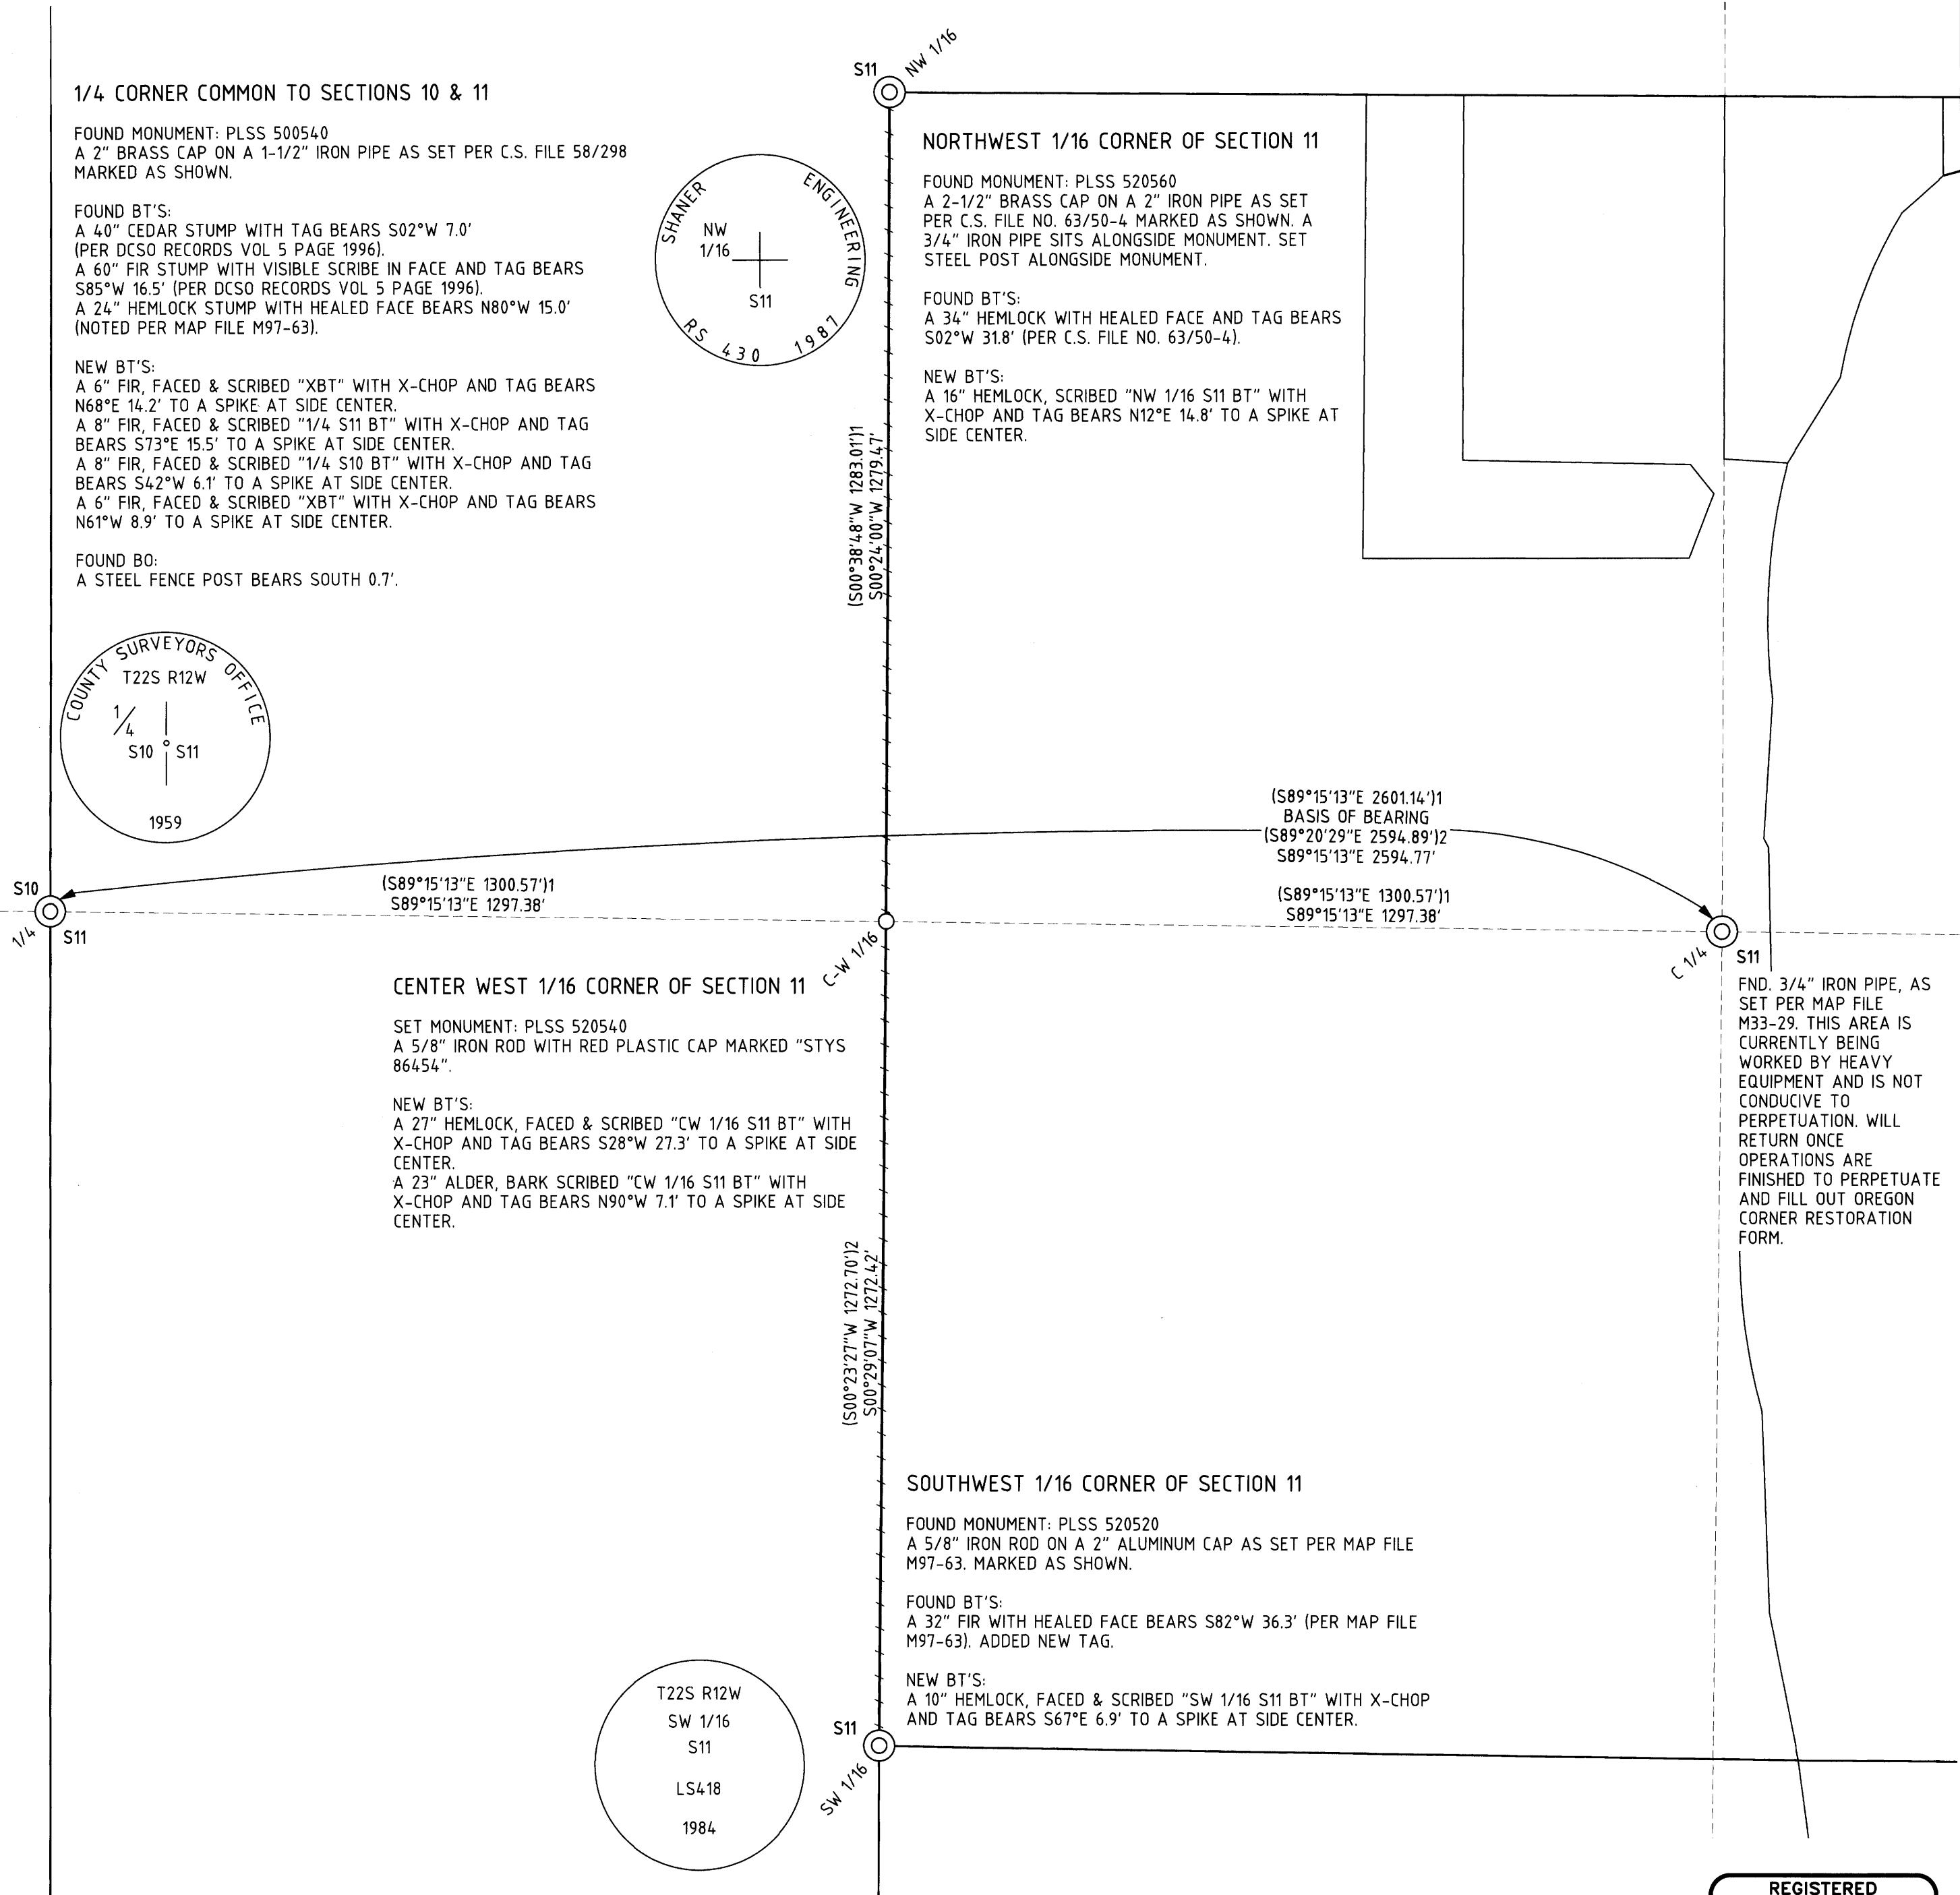 1/4 CORNER COMMON TO SECTIONS 10 & 11
FOUND MONUMENT: PLSS 500540
A 2" BRASS CAP ON A 1-1/2" IRON PIPE AS SET PER C.S. FILE 58/298
MARKED AS SHOWN.
FOUND BT'S:
A 40" CEDAR STUMP WITH TAG BEARS S02°W 7.0'
(PER DCSO RECORDS VOL 5 PAGE 1996).
A 60" FIR STUMP WITH VISIBLE SCRIBE IN FACE AND TAG BEARS
S85°W 16.5' (PER DCSO RECORDS VOL 5 PAGE 1996).
A 24" HEMLOCK STUMP WITH HEALED FACE BEARS N80°W 15.0'
(NOTED PER MAP FILE M97-63).
NEW BT'S:
A 6" FIR, FACED & SCRIBED "XBT" WITH X-CHOP AND TAG BEARS
N68°E 14.2' TO A SPIKE AT SIDE CENTER.
A 8" FIR, FACED & SCRIBED "1/4 S11 BT" WITH X-CHOP AND TAG
BEARS S73°E 15.5' TO A SPIKE AT SIDE CENTER.
A 8" FIR, FACED & SCRIBED "1/4 S10 BT" WITH X-CHOP AND TAG
BEARS S42°W 6.1' TO A SPIKE AT SIDE CENTER.
A 6" FIR, FACED & SCRIBED "XBT" WITH X-CHOP AND TAG BEARS
N61°W 8.9' TO A SPIKE AT SIDE CENTER.
FOUND BO:
A STEEL FENCE POST BEARS SOUTH 0.7'.
COUNTY SURVEYORS OFFICE
T22S R12W
1/4
S10 S11
1959
SHANER ENGINEERING
NW
1/16
S11
RS 430 1987
S11
NW 1/16
NORTHWEST 1/16 CORNER OF SECTION 11
FOUND MONUMENT: PLSS 520560
A 2-1/2" BRASS CAP ON A 2" IRON PIPE AS SET
PER C.S. FILE NO. 63/50-4 MARKED AS SHOWN. A
3/4" IRON PIPE SITS ALONGSIDE MONUMENT. SET
STEEL POST ALONGSIDE MONUMENT.
FOUND BT'S:
A 34" HEMLOCK WITH HEALED FACE AND TAG BEARS
S02°W 31.8' (PER C.S. FILE NO. 63/50-4).
NEW BT'S:
A 16" HEMLOCK, SCRIBED "NW 1/16 S11 BT" WITH
X-CHOP AND TAG BEARS N12°E 14.8' TO A SPIKE AT
SIDE CENTER.
(S00°38'48"W 1283.01')1
S00°24'00"W 1279.47'
(S89°15'13"E 2601.14')1
BASIS OF BEARING
(S89°20'29"E 2594.89')2
S89°15'13"E 2594.77'
S10
1/4
S11
(S89°15'13"E 1300.57')1
S89°15'13"E 1297.38'
(S89°15'13"E 1300.57')1
S89°15'13"E 1297.38'
C-W 1/16
C 1/4
S11
CENTER WEST 1/16 CORNER OF SECTION 11
SET MONUMENT: PLSS 520540
A 5/8" IRON ROD WITH RED PLASTIC CAP MARKED "STYS
86454".
NEW BT'S:
A 27" HEMLOCK, FACED & SCRIBED "CW 1/16 S11 BT" WITH
X-CHOP AND TAG BEARS S28°W 27.3' TO A SPIKE AT SIDE
CENTER.
A 23" ALDER, BARK SCRIBED "CW 1/16 S11 BT" WITH
X-CHOP AND TAG BEARS N90°W 7.1' TO A SPIKE AT SIDE
CENTER.
FND. 3/4" IRON PIPE, AS
SET PER MAP FILE
M33-29. THIS AREA IS
CURRENTLY BEING
WORKED BY HEAVY
EQUIPMENT AND IS NOT
CONDUCIVE TO
PERPETUATION. WILL
RETURN ONCE
OPERATIONS ARE
FINISHED TO PERPETUATE
AND FILL OUT OREGON
CORNER RESTORATION
FORM.
(S00°23'27"W 1272.70')2
S00°29'07"W 1272.42'
SOUTHWEST 1/16 CORNER OF SECTION 11
FOUND MONUMENT: PLSS 520520
A 5/8" IRON ROD ON A 2" ALUMINUM CAP AS SET PER MAP FILE
M97-63. MARKED AS SHOWN.
FOUND BT'S:
A 32" FIR WITH HEALED FACE BEARS S82°W 36.3' (PER MAP FILE
M97-63). ADDED NEW TAG.
NEW BT'S:
A 10" HEMLOCK, FACED & SCRIBED "SW 1/16 S11 BT" WITH X-CHOP
AND TAG BEARS S67°E 6.9' TO A SPIKE AT SIDE CENTER.
T22S R12W
SW 1/16
S11
LS418
1984
S11
SW 1/16
REGISTERED